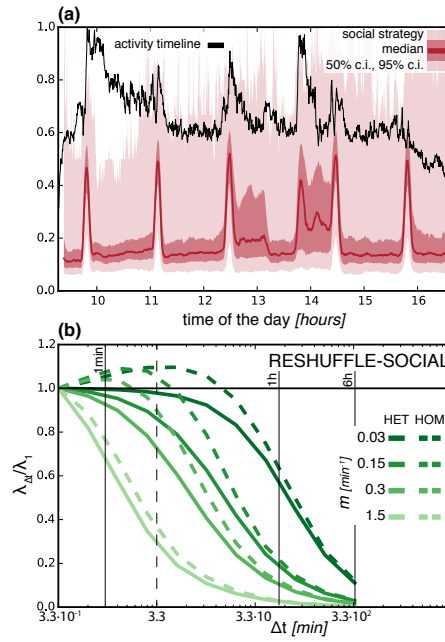 (a)
activity timeline
social strategy
median
50% c.i., 95% c.i.
1.0
0.8
0.6
0.4
0.2
0.0
10 11 12 13 14 15 16
time of the day [hours]
(b)
RESHUFFLE-SOCIAL
1min
1h
6h
HET HOM
0.03
0.15
0.3
1.5
m [min⁻¹]
λΔt/λ1
1.2
1.0
0.8
0.6
0.4
0.2
0.0
3.3·10⁻¹ 3.3 3.3·10 3.3·10²
Δt [min]